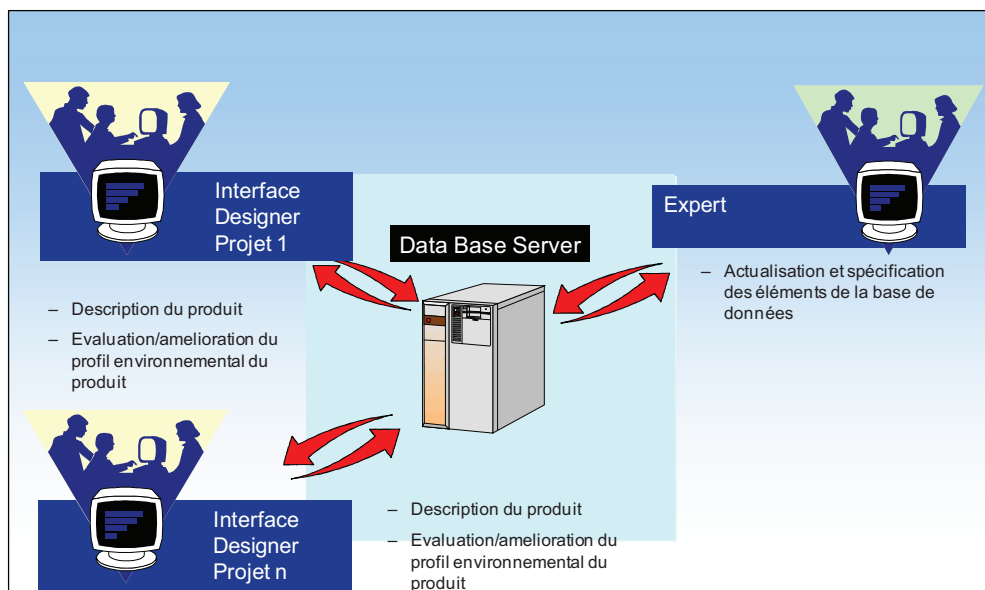 Interface
Designer
Projet 1
Expert
Data Base Server
– Actualisation et spécification
des éléments de la base de
données
– Description du produit
– Evaluation/amelioration du
profil environnemental du
produit
Interface
Designer
Projet n
– Description du produit
– Evaluation/amelioration du
profil environnemental du
produit